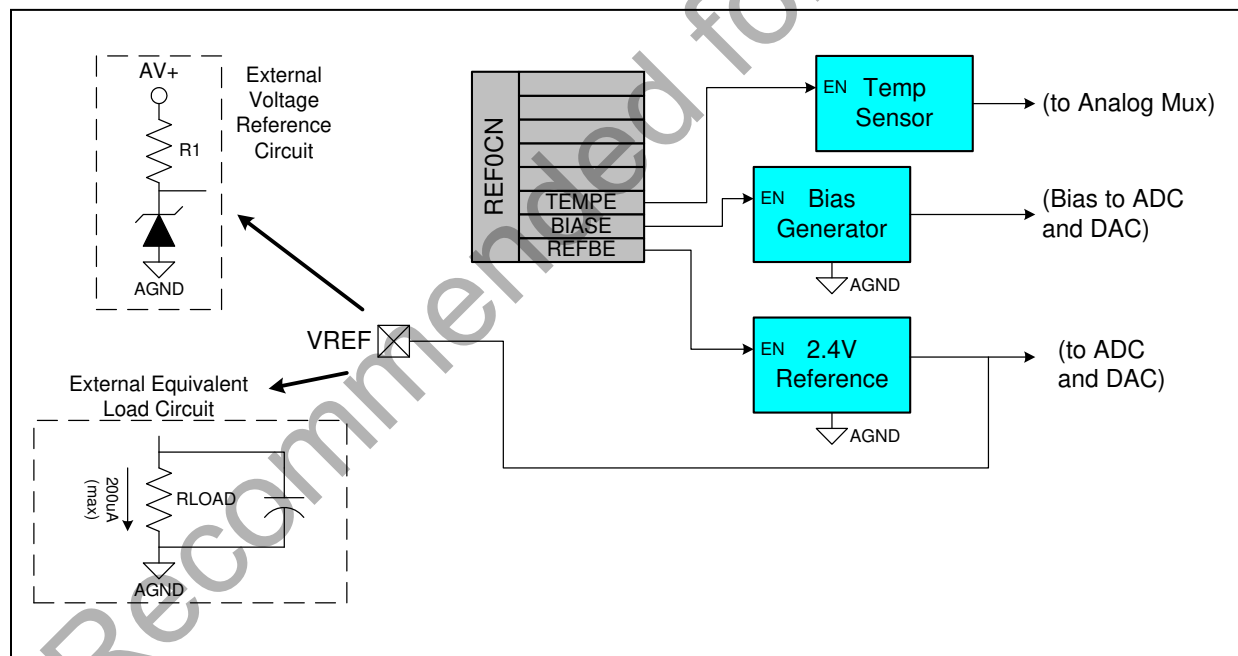 AV+
External
Voltage
Reference
Circuit
R1
AGND
REF0CN
TEMPE
BIASE
REFBE
EN
Temp
Sensor
(to Analog Mux)
EN
Bias
Generator
(Bias to ADC
and DAC)
AGND
VREF
EN
2.4V
Reference
(to ADC
and DAC)
AGND
External Equivalent
Load Circuit
200uA
(max)
RLOAD
AGND
Recommended fo